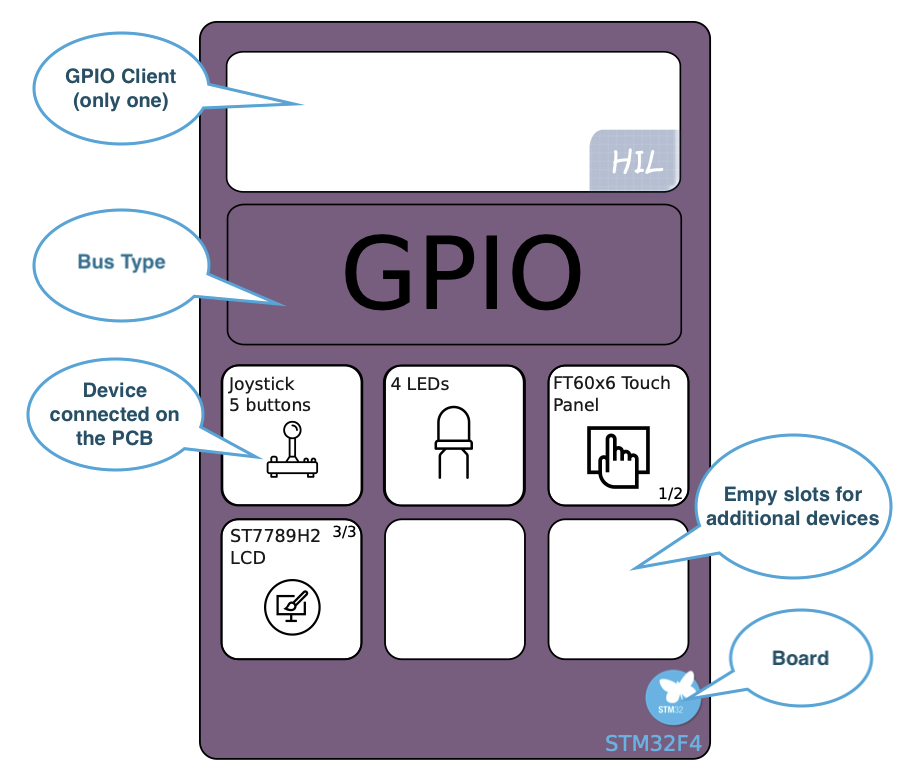 GPIO Client
(only one)
HIL
Bus Type
GPIO
Device
connected on
the PCB
Joystick
5 buttons
4 LEDs
FT60x6 Touch
Panel
1/2
Empy slots for
additional devices
ST7789H2 3/3
LCD
Board
STM32
STM32F4